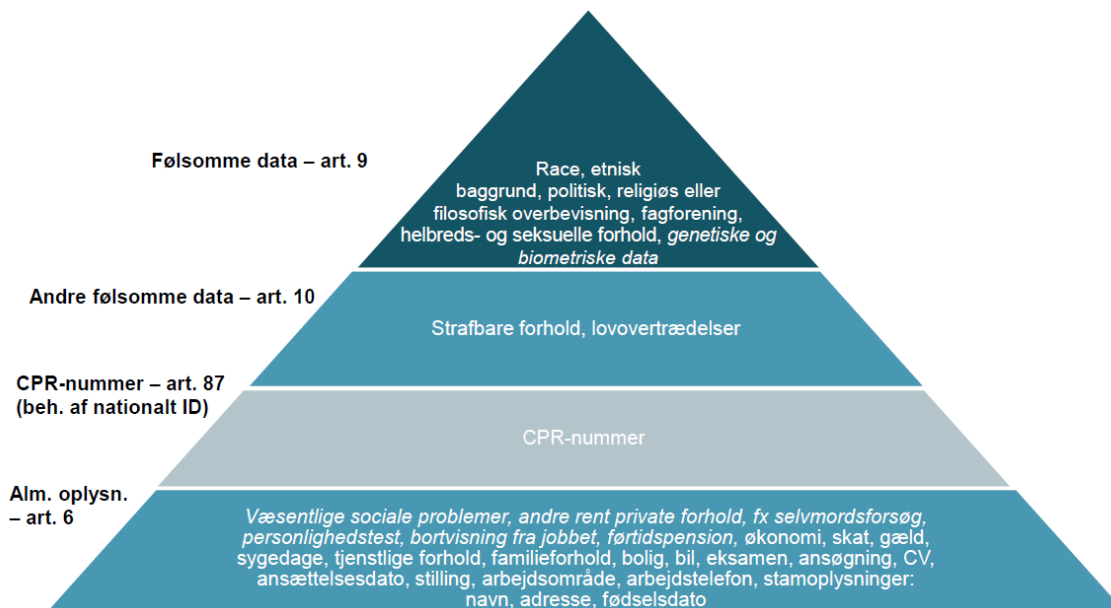 Følsomme data – art. 9
Race, etnisk
baggrund, politisk, religiøs eller
filosofisk overbevisning, fagforening,
helbreds- og seksuelle forhold, genetiske og
biometriske data
Andre følsomme data – art. 10
Strafbare forhold, lovovertrædelser
CPR-nummer – art. 87
(beh. af nationalt ID)
CPR-nummer
Alm. oplysn.
– art. 6
Væsentlige sociale problemer, andre rent private forhold, fx selvmordsforsøg,
personlighedstest, bortvisning fra jobbet, førtidspension, økonomi, skat, gæld,
sygedage, tjenstlige forhold, familieforhold, bolig, bil, eksamen, ansøgning, CV,
ansættelsesdato, stilling, arbejdsområde, arbejdstelefon, stamoplysninger:
navn, adresse, fødselsdato